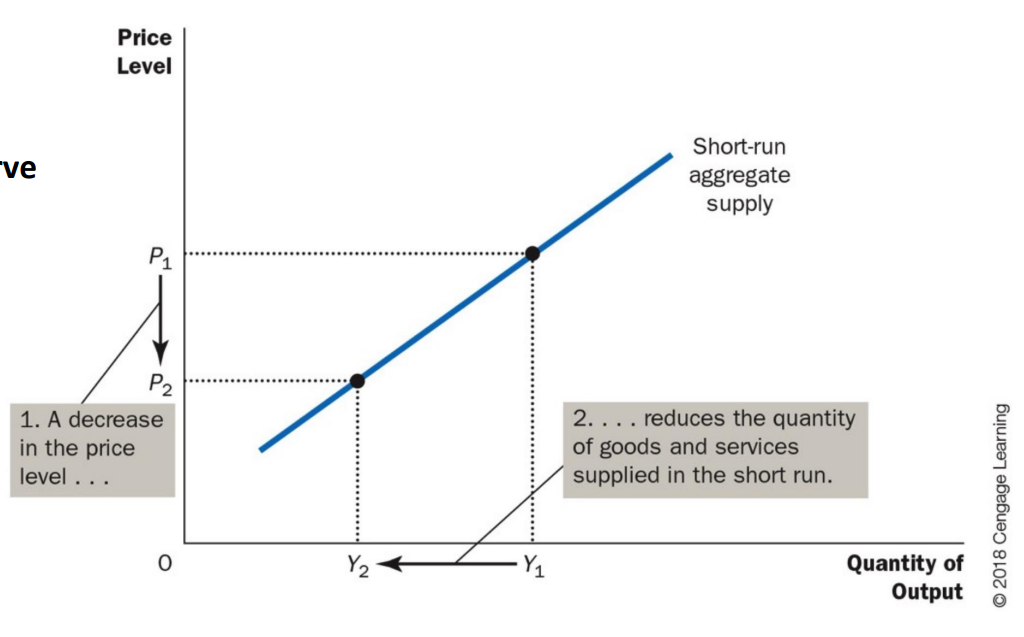 Price
Level
rve
Short-run
aggregate
supply
P1
P2
1. A decrease
in the price
level . . .
2. . . . reduces the quantity
of goods and services
supplied in the short run.
0
Y2
Y1
Quantity of
Output
© 2018 Cengage Learning